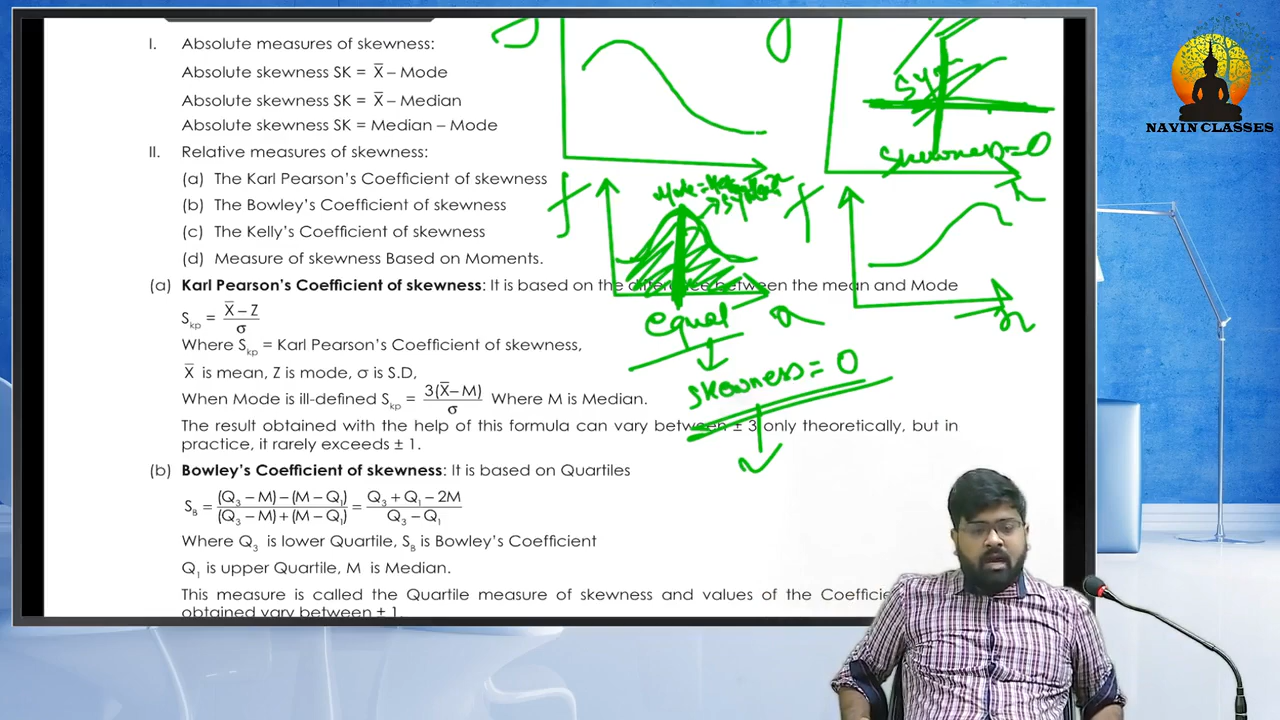 I. Absolute measures of skewness:
Absolute skewness SK = X̄ – Mode
Absolute skewness SK = X̄ – Median
Absolute skewness SK = Median – Mode
II. Relative measures of skewness:
(a) The Karl Pearson's Coefficient of skewness
(b) The Bowley's Coefficient of skewness
(c) The Kelly's Coefficient of skewness
(d) Measure of skewness Based on Moments.
(a) Karl Pearson's Coefficient of skewness: It is based on the difference between the mean and Mode
S_kp = (X̄ – Z)/σ
Where S_kp = Karl Pearson's Coefficient of skewness,
X̄ is mean, Z is mode, σ is S.D,
When Mode is ill-defined S_kp = 3(X̄ – M)/σ Where M is Median.
The result obtained with the help of this formula can vary between ± 3 only theoretically, but in
practice, it rarely exceeds ± 1.
(b) Bowley's Coefficient of skewness: It is based on Quartiles
S_B = ((Q₃ – M) – (M – Q₁))/((Q₃ – M) + (M – Q₁)) = (Q₃ + Q₁ – 2M)/(Q₃ – Q₁)
Where Q₃ is lower Quartile, S_B is Bowley's Coefficient
Q₁ is upper Quartile, M is Median.
This measure is called the Quartile measure of skewness and values of the
obtained vary between ± 1.
skewness = 0
f
f
x
equal
x
skewness = 0
NAVIN CLASSES